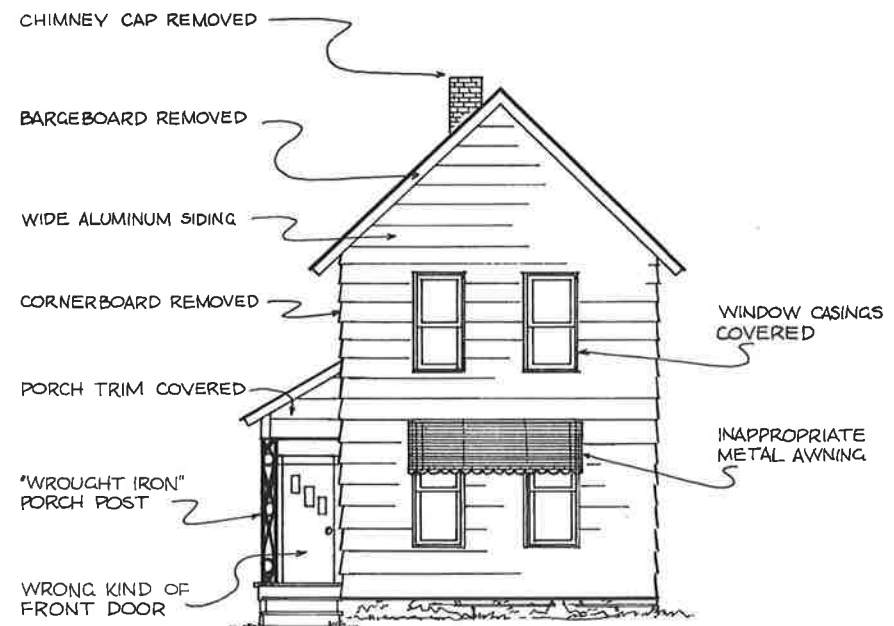 CHIMNEY CAP REMOVED
BARGEBOARD REMOVED
WIDE ALUMINUM SIDING
CORNERBOARD REMOVED
PORCH TRIM COVERED
"WROUGHT IRON"
PORCH POST
WRONG KIND OF
FRONT DOOR
WINDOW CASINGS
COVERED
INAPPROPRIATE
METAL AWNING